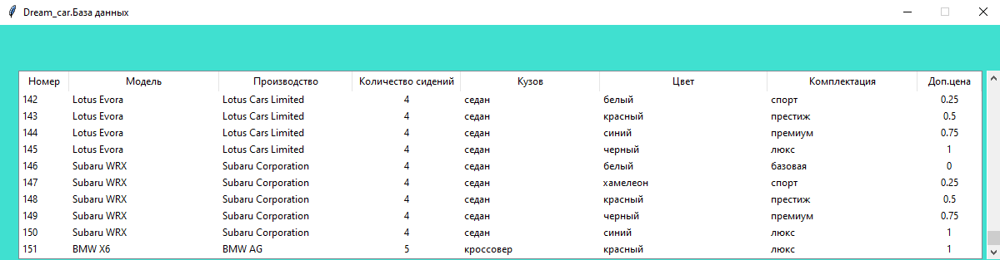 Dream_car.База данных
Номер Модель Производство Количество сидений Кузов Цвет Комплектация Доп.цена
142 Lotus Evora Lotus Cars Limited 4 седан белый спорт 0.25
143 Lotus Evora Lotus Cars Limited 4 седан красный престиж 0.5
144 Lotus Evora Lotus Cars Limited 4 седан синий премиум 0.75
145 Lotus Evora Lotus Cars Limited 4 седан черный люкс 1
146 Subaru WRX Subaru Corporation 4 седан белый базовая 0
147 Subaru WRX Subaru Corporation 4 седан хамелеон спорт 0.25
148 Subaru WRX Subaru Corporation 4 седан красный престиж 0.5
149 Subaru WRX Subaru Corporation 4 седан черный премиум 0.75
150 Subaru WRX Subaru Corporation 4 седан синий люкс 1
151 BMW X6 BMW AG 5 кроссовер красный люкс 1